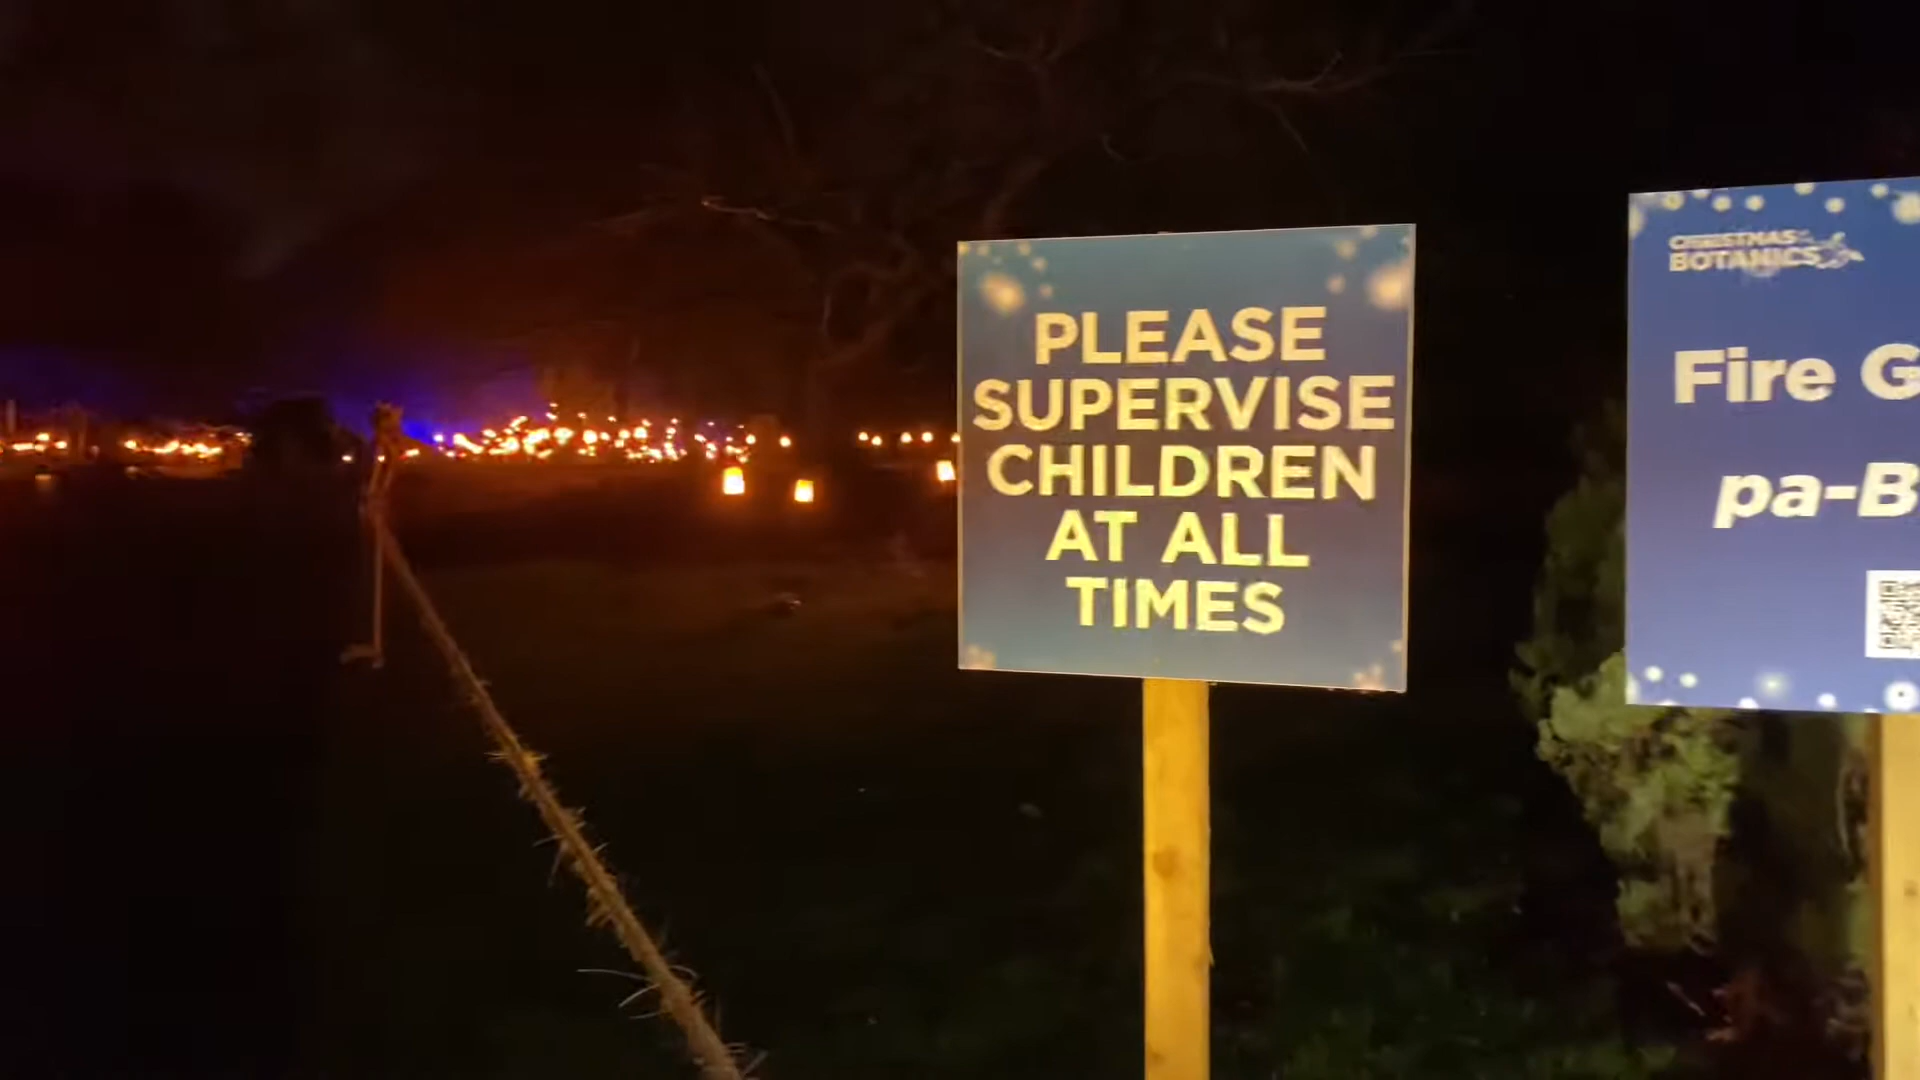 PLEASE
SUPERVISE
CHILDREN
AT ALL
TIMES
CHRISTMAS
BOTANICS
Fire G
pa-B